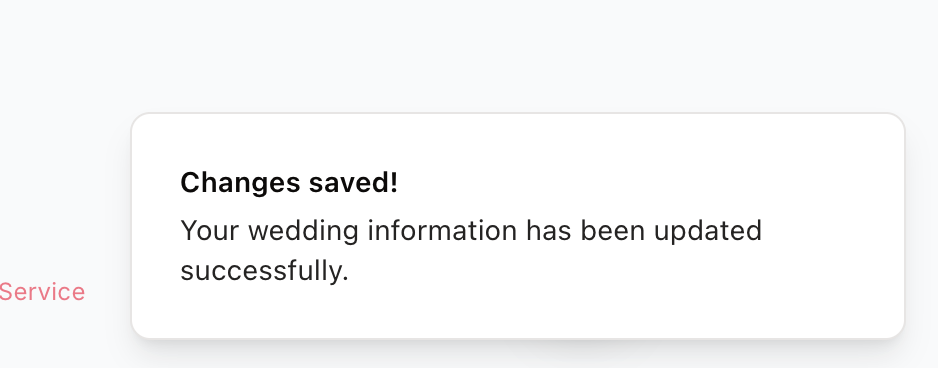 Changes saved!
Your wedding information has been updated
successfully.
Service